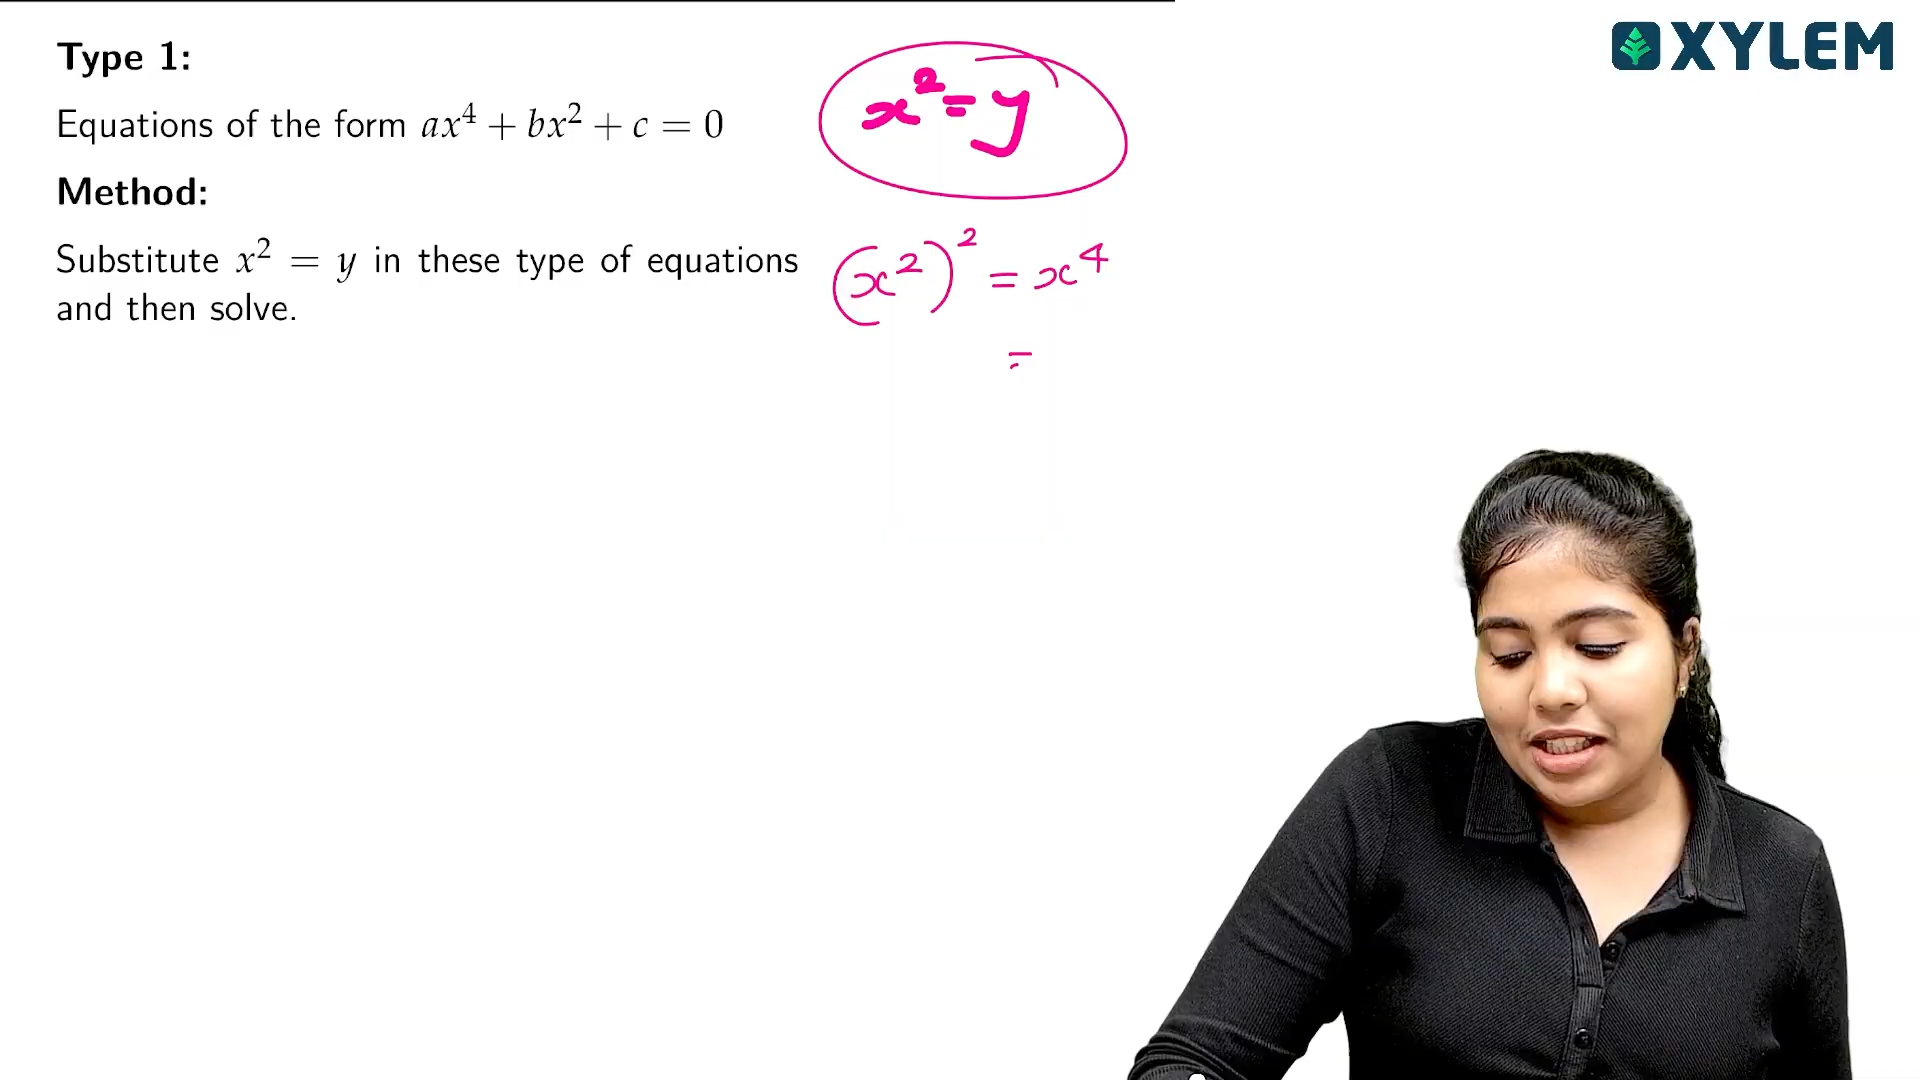 XYLEM
Type 1:
Equations of the form ax⁴ + bx² + c = 0
Method:
Substitute x² = y in these type of equations
and then solve.
x² = y
(x²)² = x⁴
=